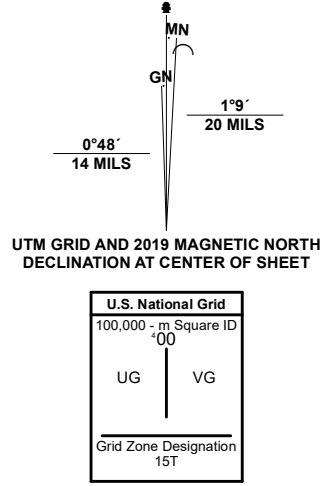 MN
GN
1°9´
20 MILS
0°48´
14 MILS
UTM GRID AND 2019 MAGNETIC NORTH
DECLINATION AT CENTER OF SHEET
U.S. National Grid
100,000 - m Square ID
⁴00
UG VG
Grid Zone Designation
15T